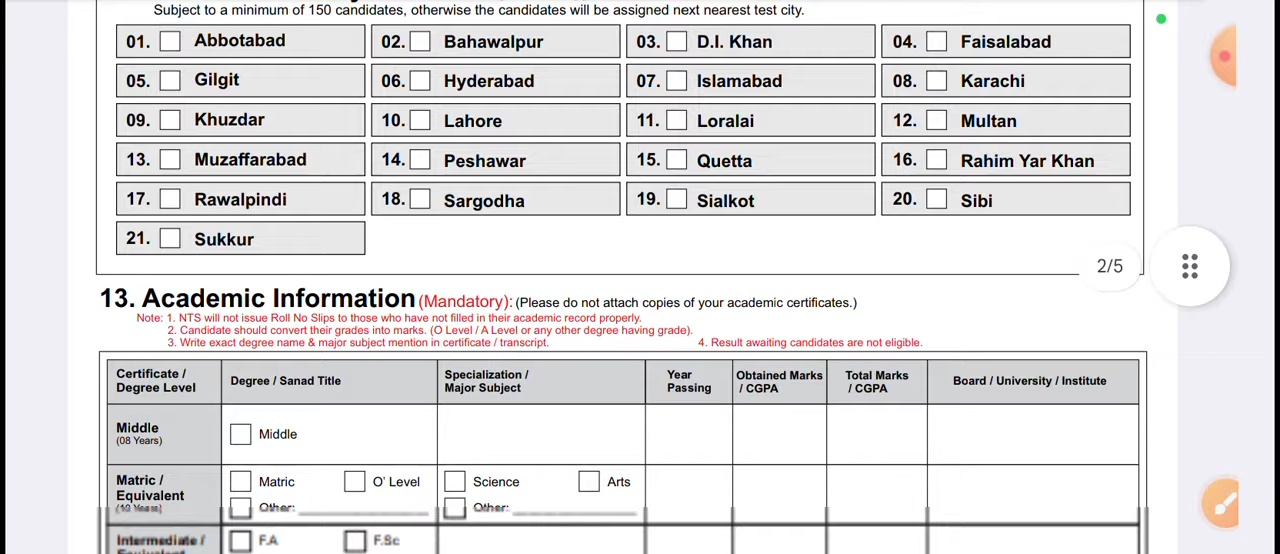 Subject to a minimum of 150 candidates, otherwise the candidates will be assigned next nearest test city.
01. Abbotabad 02. Bahawalpur 03. D.I. Khan 04. Faisalabad
05. Gilgit 06. Hyderabad 07. Islamabad 08. Karachi
09. Khuzdar 10. Lahore 11. Loralai 12. Multan
13. Muzaffarabad 14. Peshawar 15. Quetta 16. Rahim Yar Khan
17. Rawalpindi 18. Sargodha 19. Sialkot 20. Sibi
21. Sukkur
2/5
13. Academic Information (Mandatory): (Please do not attach copies of your academic certificates.)
Note: 1. NTS will not issue Roll No Slips to those who have not filled in their academic record properly.
2. Candidate should convert their grades into marks. (O Level / A Level or any other degree having grade).
3. Write exact degree name & major subject mention in certificate / transcript. 4. Result awaiting candidates are not eligible.
Certificate / Degree Level Degree / Sanad Title Specialization / Major Subject Year Passing Obtained Marks / CGPA Total Marks / CGPA Board / University / Institute
Middle (08 Years) Middle
Matric / Equivalent (10 Years) Matric O' Level Science Arts
Other: Other:
Intermediate / Equivalent F.A F.Sc